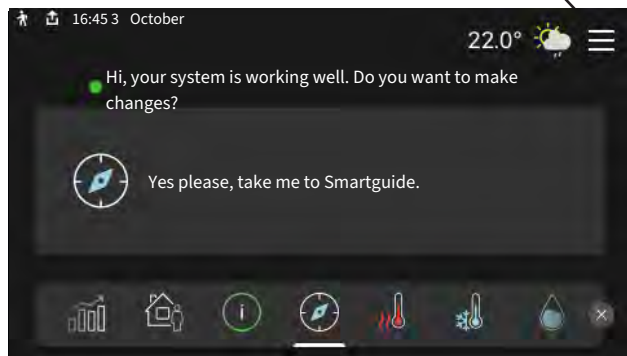 16:45 3 October
22.0°
Hi, your system is working well. Do you want to make
changes?
Yes please, take me to Smartguide.
i